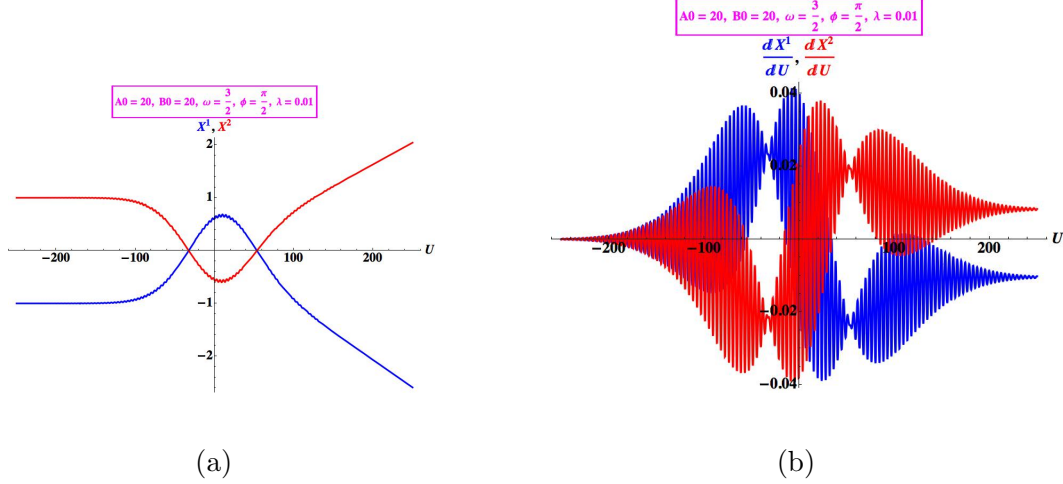 A0 = 20, B0 = 20, ω = 3/2, ϕ = π/2, λ = 0.01
X¹, X²
2
1
-200
-100
100
200
U
-1
-2
(a)
A0 = 20, B0 = 20, ω = 3/2, ϕ = π/2, λ = 0.01
dX¹/dU, dX²/dU
0.04
0.02
-200
-100
100
200
U
-0.02
-0.04
(b)